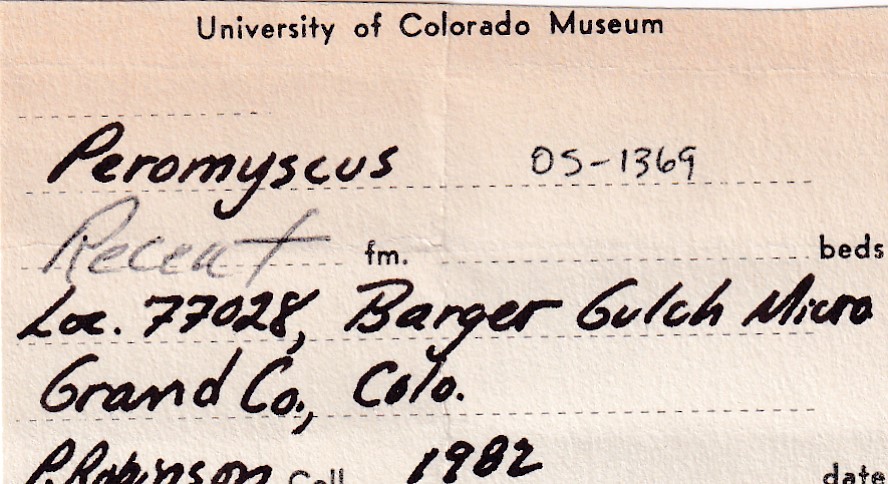 University of Colorado Museum
Peromyscus OS-1369
Recent fm. beds
Loc. 77028, Barger Gulch Micro
Grand Co., Colo.
P. Robinson Coll. 1982 date